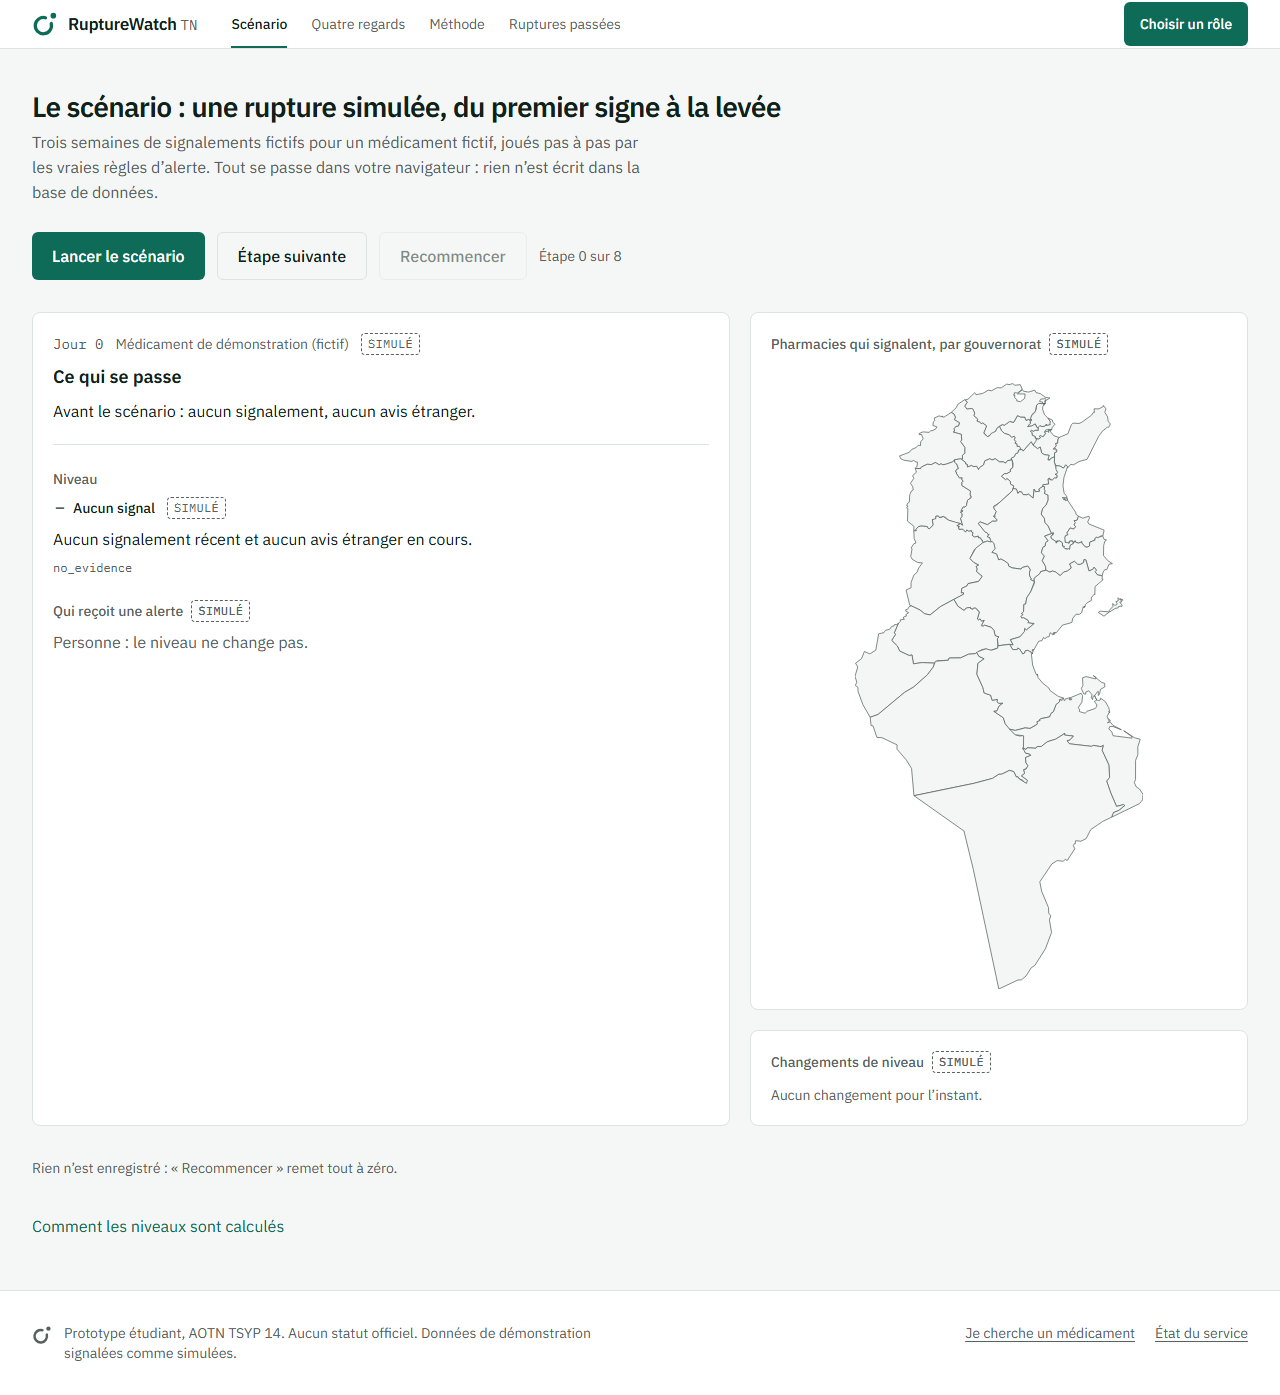 RuptureWatch TN
Scénario
Quatre regards
Méthode
Ruptures passées
Choisir un rôle
Le scénario : une rupture simulée, du premier signe à la levée
Trois semaines de signalements fictifs pour un médicament fictif, joués pas à pas par
les vraies règles d’alerte. Tout se passe dans votre navigateur : rien n’est écrit dans la
base de données.
Lancer le scénario
Étape suivante
Recommencer
Étape 0 sur 8
Jour 0 Médicament de démonstration (fictif) SIMULÉ
Ce qui se passe
Avant le scénario : aucun signalement, aucun avis étranger.
Niveau
– Aucun signal SIMULÉ
Aucun signalement récent et aucun avis étranger en cours.
no_evidence
Qui reçoit une alerte SIMULÉ
Personne : le niveau ne change pas.
Pharmacies qui signalent, par gouvernorat SIMULÉ
Changements de niveau SIMULÉ
Aucun changement pour l’instant.
Rien n’est enregistré : « Recommencer » remet tout à zéro.
Comment les niveaux sont calculés
Prototype étudiant, AOTN TSYP 14. Aucun statut officiel. Données de démonstration
signalées comme simulées.
Je cherche un médicament
État du service